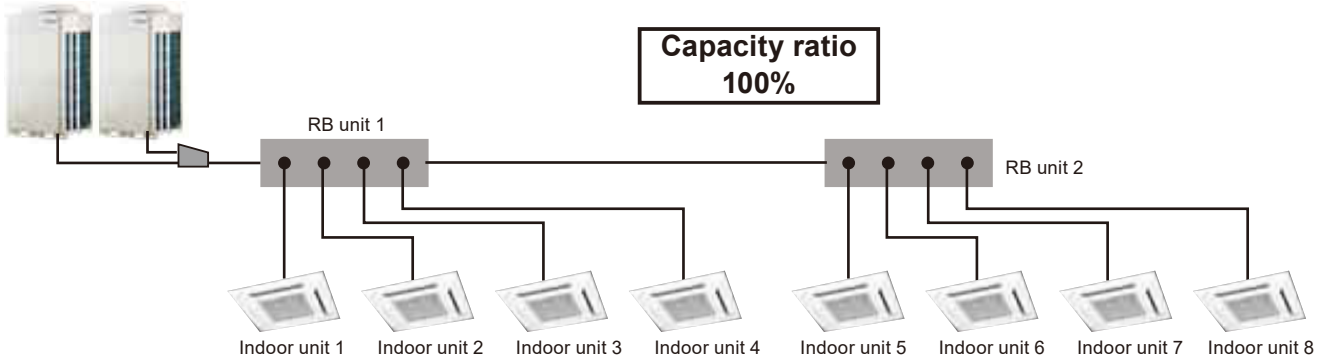 Capacity ratio
100%
RB unit 1
RB unit 2
Indoor unit 1
Indoor unit 2
Indoor unit 3
Indoor unit 4
Indoor unit 5
Indoor unit 6
Indoor unit 7
Indoor unit 8